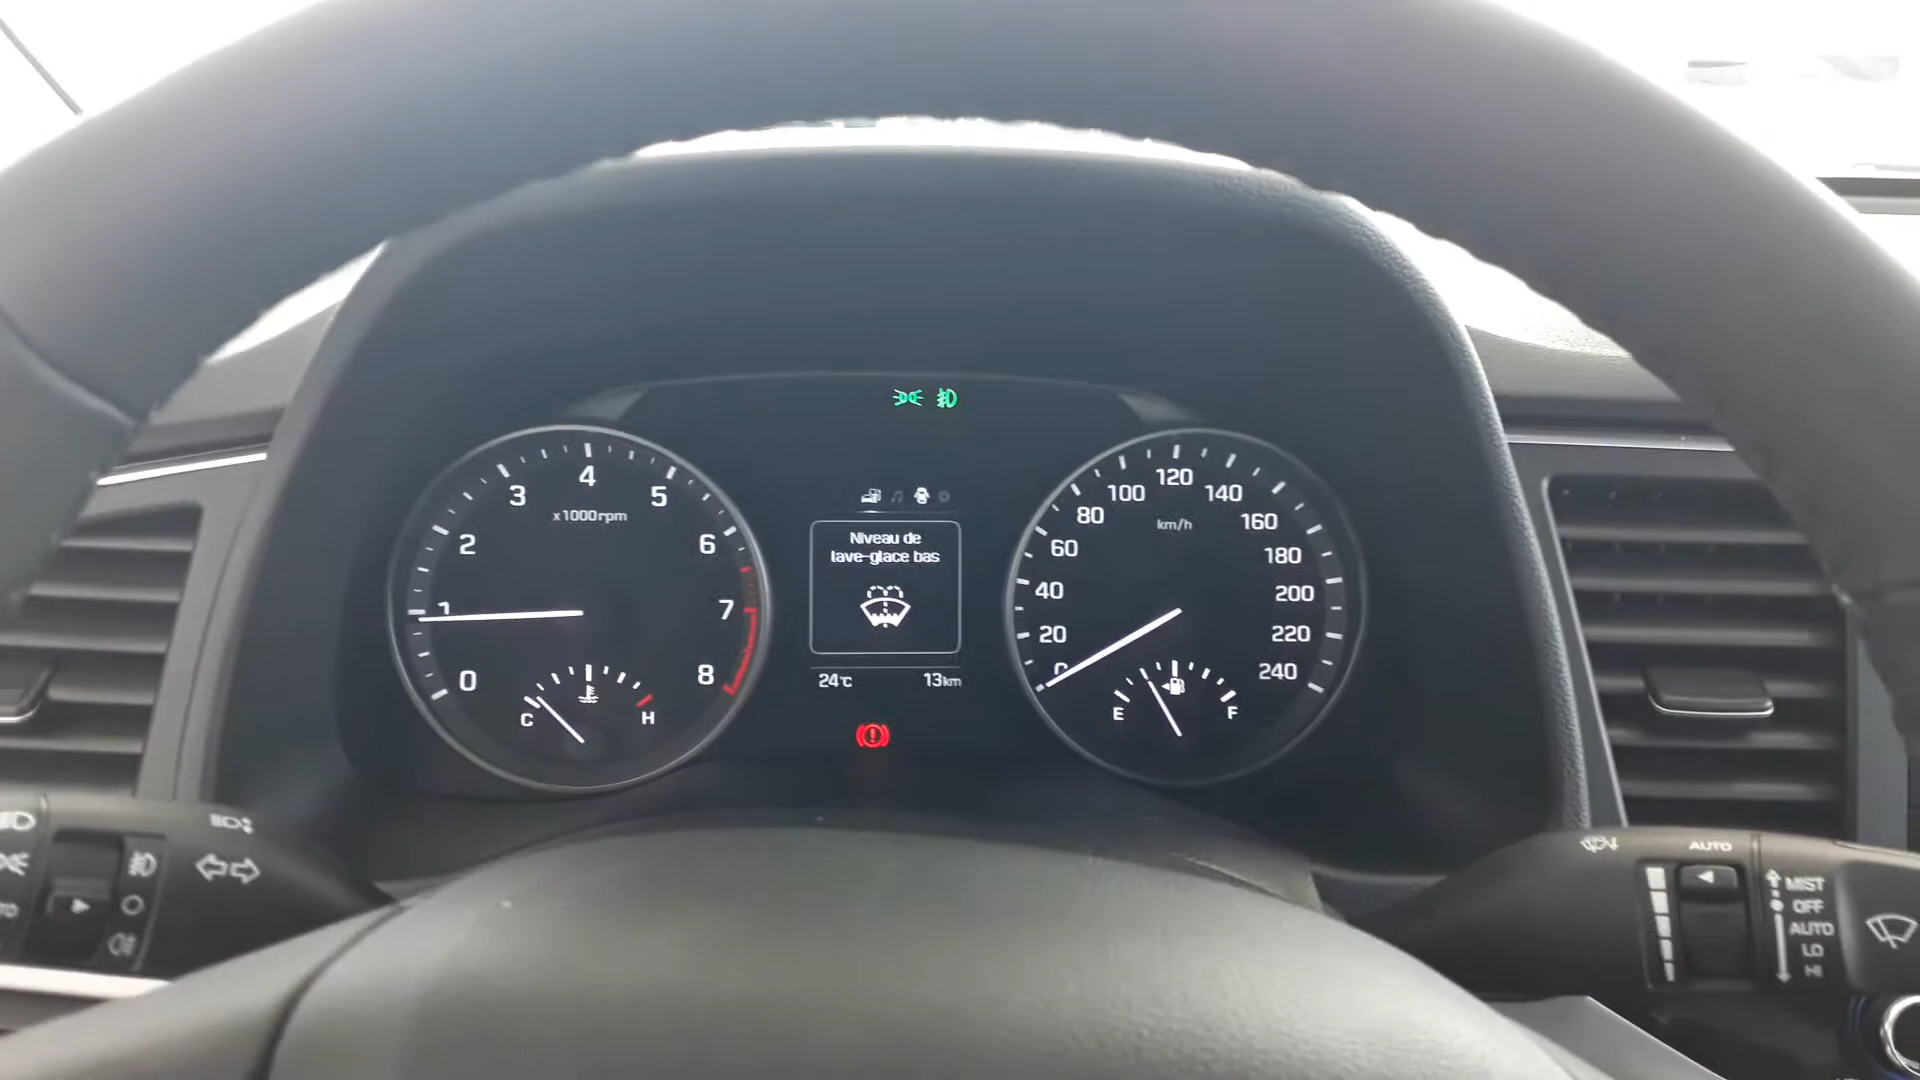 4
3
5
x1000rpm
2
6
1
7
0
8
C
H
Niveau de
lave-glace bas
24°C
13km
120
100
140
80
km/h
160
60
180
40
200
20
220
0
240
E
F
AUTO
MIST
OFF
AUTO
LO
HI